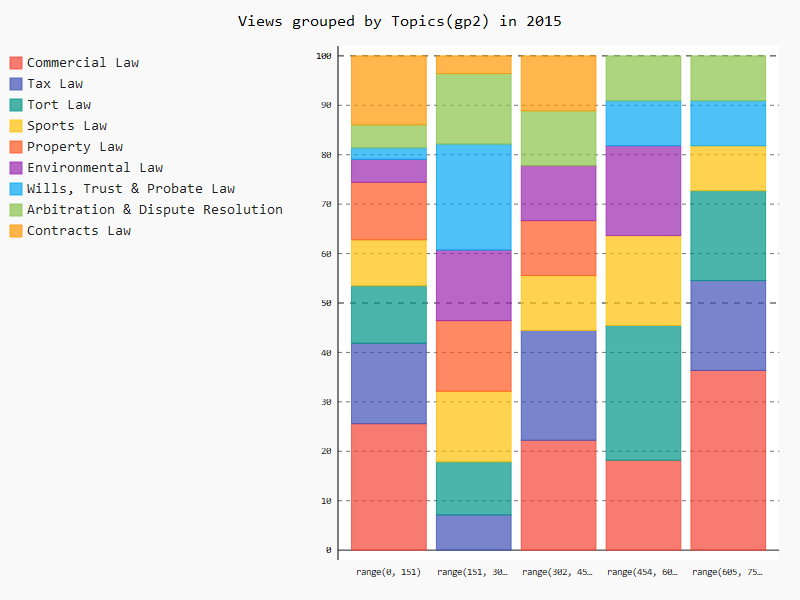 Views grouped by Topics(gp2) in 2015
Commercial Law
Tax Law
Tort Law
Sports Law
Property Law
Environmental Law
Wills, Trust & Probate Law
Arbitration & Dispute Resolution
Contracts Law
100
90
80
70
60
50
40
30
20
10
0
range(0, 151) range(151, 30… range(302, 45… range(454, 60… range(605, 75…